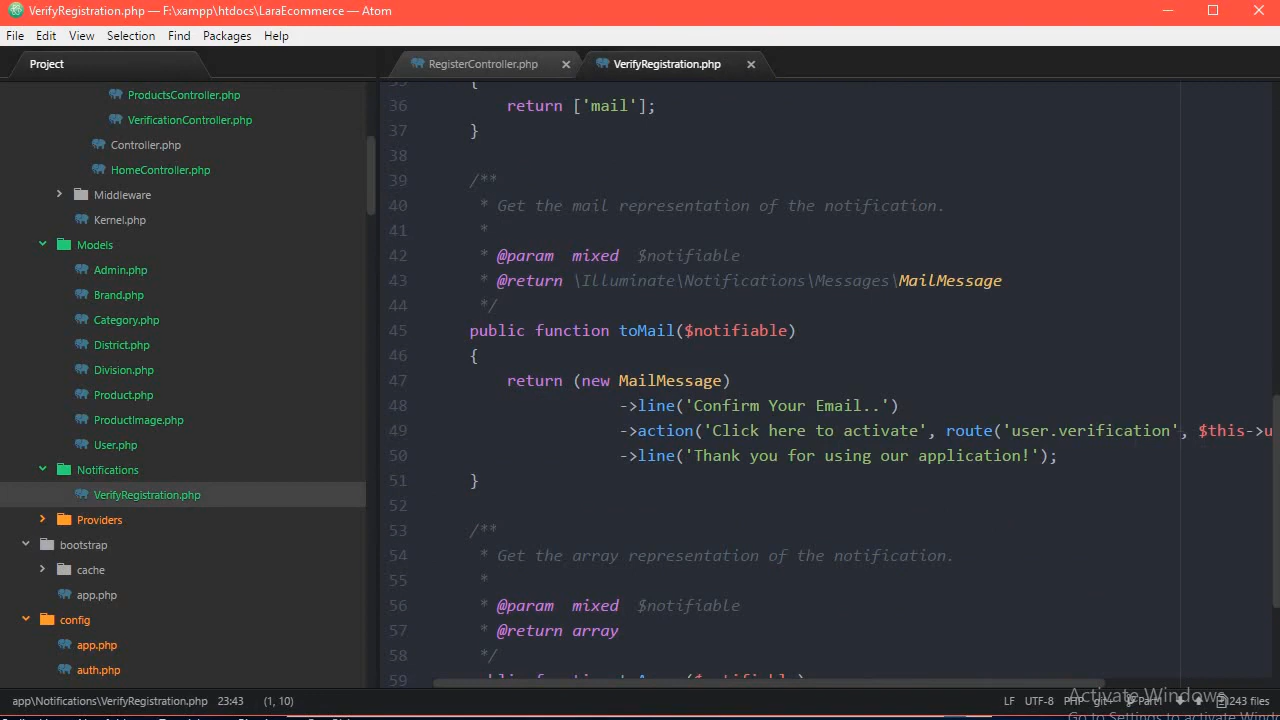 VerifyRegistration.php — F:\xampp\htdocs\LaraEcommerce — Atom
File Edit View Selection Find Packages Help
Project
RegisterController.php
VerifyRegistration.php
ProductsController.php
VerificationController.php
Controller.php
HomeController.php
Middleware
Kernel.php
Models
Admin.php
Brand.php
Category.php
District.php
Division.php
Product.php
ProductImage.php
User.php
Notifications
VerifyRegistration.php
Providers
bootstrap
cache
app.php
config
app.php
auth.php
{
36 return ['mail'];
37 }
38
39 /**
40 * Get the mail representation of the notification.
41 *
42 * @param mixed $notifiable
43 * @return \Illuminate\Notifications\Messages\MailMessage
44 */
45 public function toMail($notifiable)
46 {
47 return (new MailMessage)
48 ->line('Confirm Your Email..')
49 ->action('Click here to activate', route('user.verification', $this->u
50 ->line('Thank you for using our application!');
51 }
52
53 /**
54 * Get the array representation of the notification.
55 *
56 * @param mixed $notifiable
57 * @return array
58 */
59
app\Notifications\VerifyRegistration.php 23:43 (1, 10)
LF UTF-8 PHP git+ Part1 243 files
Activate Windows
Go to Settings to activate Wind